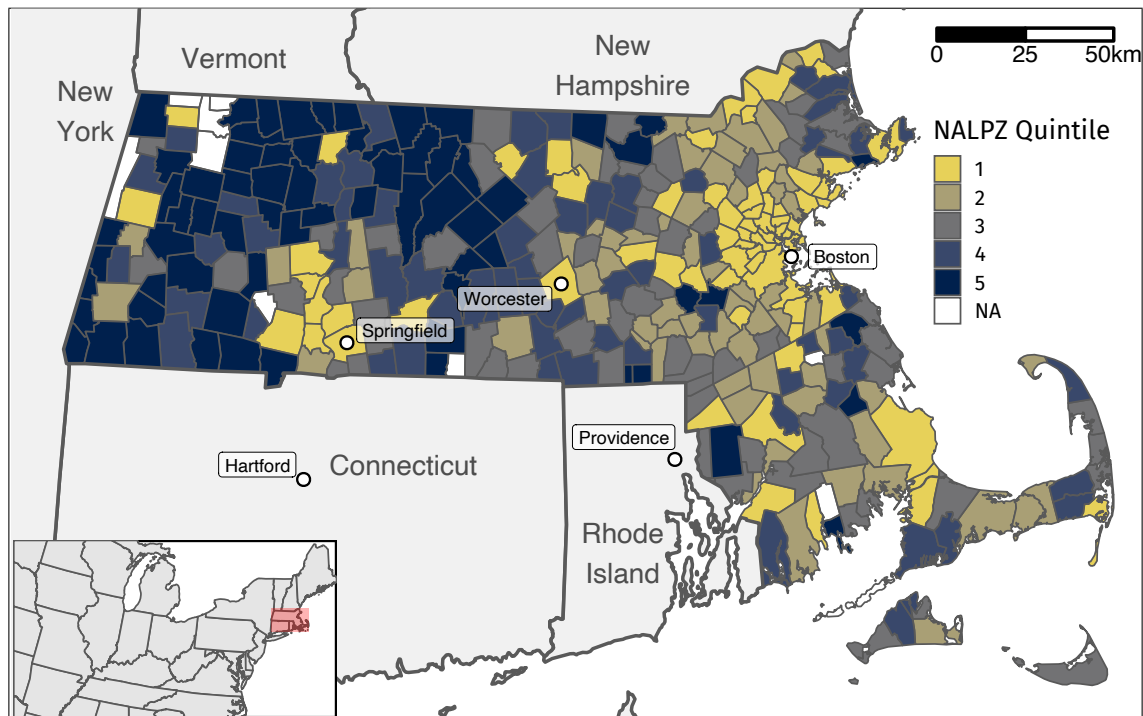 Vermont
New
Hampshire
New
York
0
25
50km
NALPZ Quintile
1
2
3
4
5
NA
Boston
Worcester
Springfield
Providence
Hartford
Connecticut
Rhode
Island